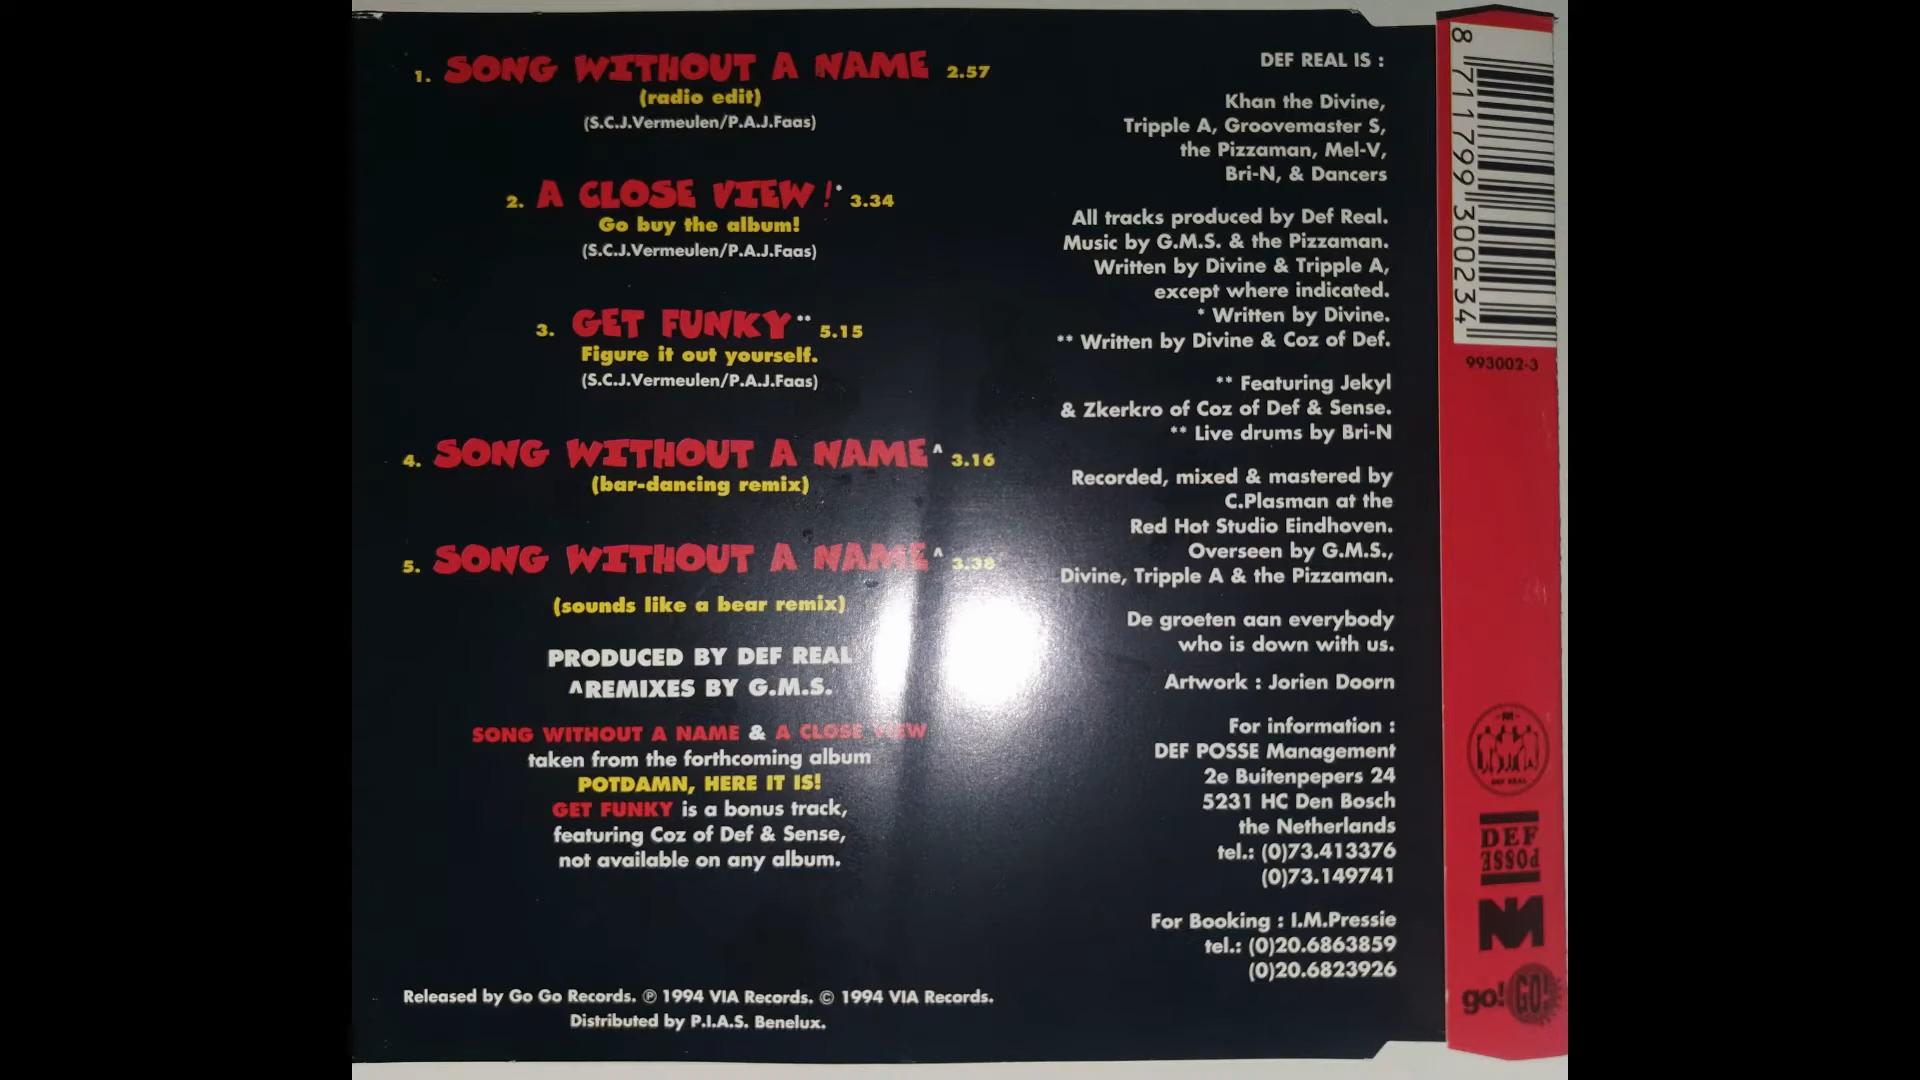 1. SONG WITHOUT A NAME 2.57
(radio edit)
(S.C.J.Vermeulen/P.A.J.Faas)
2. A CLOSE VIEW!* 3.34
Go buy the album!
(S.C.J.Vermeulen/P.A.J.Faas)
3. GET FUNKY** 5.15
Figure it out yourself.
(S.C.J.Vermeulen/P.A.J.Faas)
4. SONG WITHOUT A NAME^ 3.16
(bar-dancing remix)
5. SONG WITHOUT A NAME^ 3.38
(sounds like a bear remix)
PRODUCED BY DEF REAL
^REMIXES BY G.M.S.
SONG WITHOUT A NAME & A CLOSE VIEW
taken from the forthcoming album
POTDAMN, HERE IT IS!
GET FUNKY is a bonus track,
featuring Coz of Def & Sense,
not available on any album.
Released by Go Go Records. ℗ 1994 VIA Records. © 1994 VIA Records.
Distributed by P.I.A.S. Benelux.
DEF REAL IS :
Khan the Divine,
Tripple A, Groovemaster S,
the Pizzaman, Mel-V,
Bri-N, & Dancers
All tracks produced by Def Real.
Music by G.M.S. & the Pizzaman.
Written by Divine & Tripple A,
except where indicated.
* Written by Divine.
** Written by Divine & Coz of Def.
** Featuring Jekyl
& Zkerkro of Coz of Def & Sense.
** Live drums by Bri-N
Recorded, mixed & mastered by
C.Plasman at the
Red Hot Studio Eindhoven.
Overseen by G.M.S.,
Divine, Tripple A & the Pizzaman.
De groeten aan everybody
who is down with us.
Artwork : Jorien Doorn
For information :
DEF POSSE Management
2e Buitenpepers 24
5231 HC Den Bosch
the Netherlands
tel.: (0)73.413376
(0)73.149741
For Booking : I.M.Pressie
tel.: (0)20.6863859
(0)20.6823926
8 711799 300234
993002-3
DEF REAL
DEF
POSSE
go! GO!